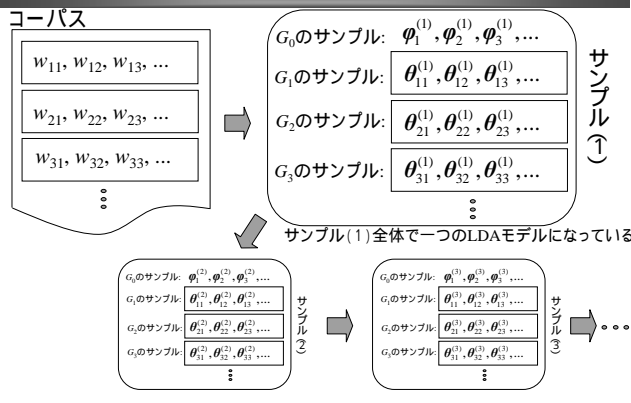 コーパス
w11, w12, w13, ...
w21, w22, w23, ...
w31, w32, w33, ...
G0のサンプル: φ1(1), φ2(1), φ3(1), ...
G1のサンプル: θ11(1), θ12(1), θ13(1), ...
G2のサンプル: θ21(1), θ22(1), θ23(1), ...
G3のサンプル: θ31(1), θ32(1), θ33(1), ...
サンプル(1)
サンプル(1)全体で一つのLDAモデルになっている
G0のサンプル: φ1(2), φ2(2), φ3(2), ...
G1のサンプル: θ11(2), θ12(2), θ13(2), ...
G2のサンプル: θ21(2), θ22(2), θ23(2), ...
G3のサンプル: θ31(2), θ32(2), θ33(2), ...
サンプル(2)
G0のサンプル: φ1(3), φ2(3), φ3(3), ...
G1のサンプル: θ11(3), θ12(3), θ13(3), ...
G2のサンプル: θ21(3), θ22(3), θ23(3), ...
G3のサンプル: θ31(3), θ32(3), θ33(3), ...
サンプル(3)